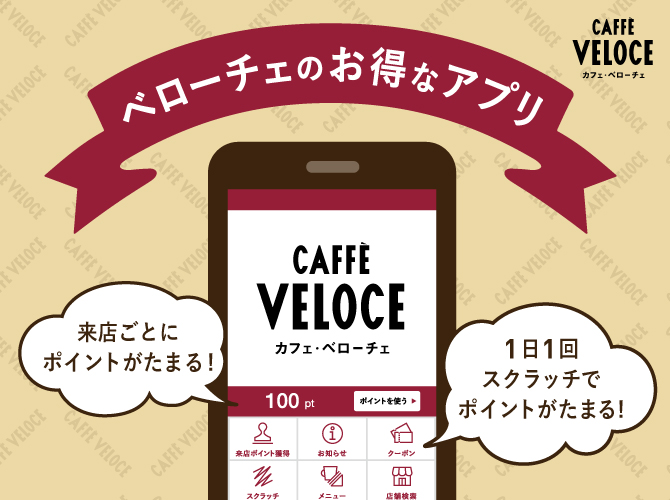 CAFFÈ
VELOCE
カフェ・ベローチェ
ベローチェのお得なアプリ
CAFFÈ
VELOCE
カフェ・ベローチェ
来店ごとに
ポイントがたまる!
1日1回
スクラッチで
ポイントがたまる!
100 pt
ポイントを使う
来店ポイント獲得
お知らせ
クーポン
スクラッチ
メニュー
店舗検索